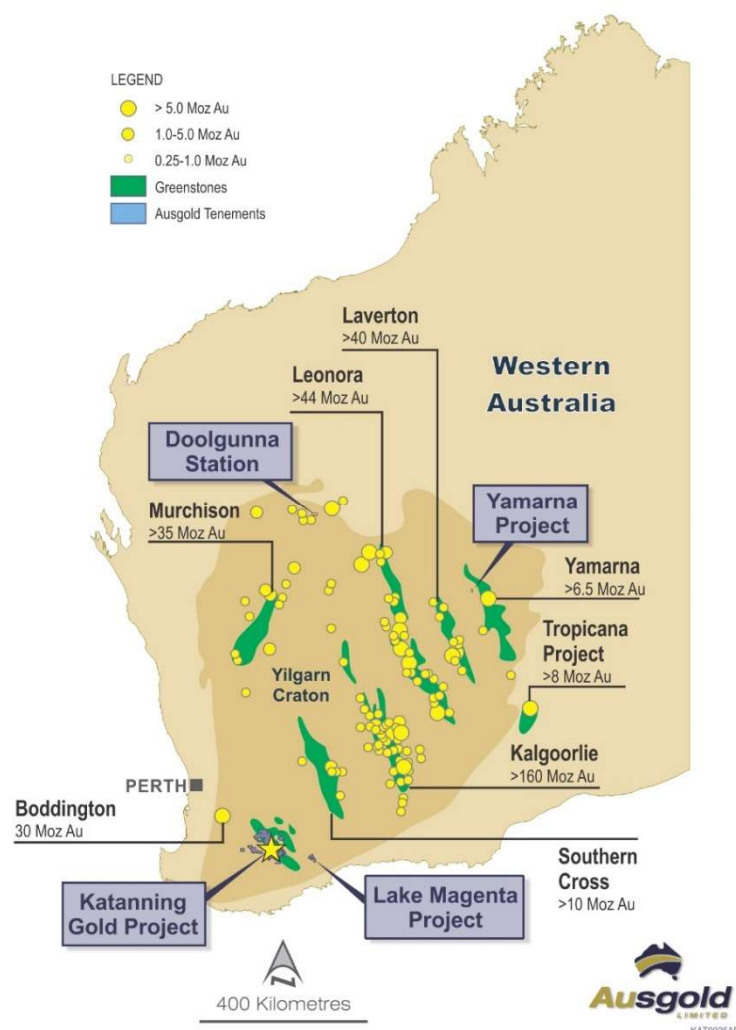 LEGEND
> 5.0 Moz Au
1.0-5.0 Moz Au
0.25-1.0 Moz Au
Greenstones
Ausgold Tenements
Laverton
>40 Moz Au
Leonora
>44 Moz Au
Western
Australia
Doolgunna
Station
Murchison
>35 Moz Au
Yamarna
Project
Yamarna
>6.5 Moz Au
Tropicana
Project
>8 Moz Au
Yilgarn
Craton
Kalgoorlie
>160 Moz Au
PERTH
Boddington
30 Moz Au
Southern
Cross
>10 Moz Au
Katanning
Gold Project
Lake Magenta
Project
N
400 Kilometres
Ausgold
LIMITED